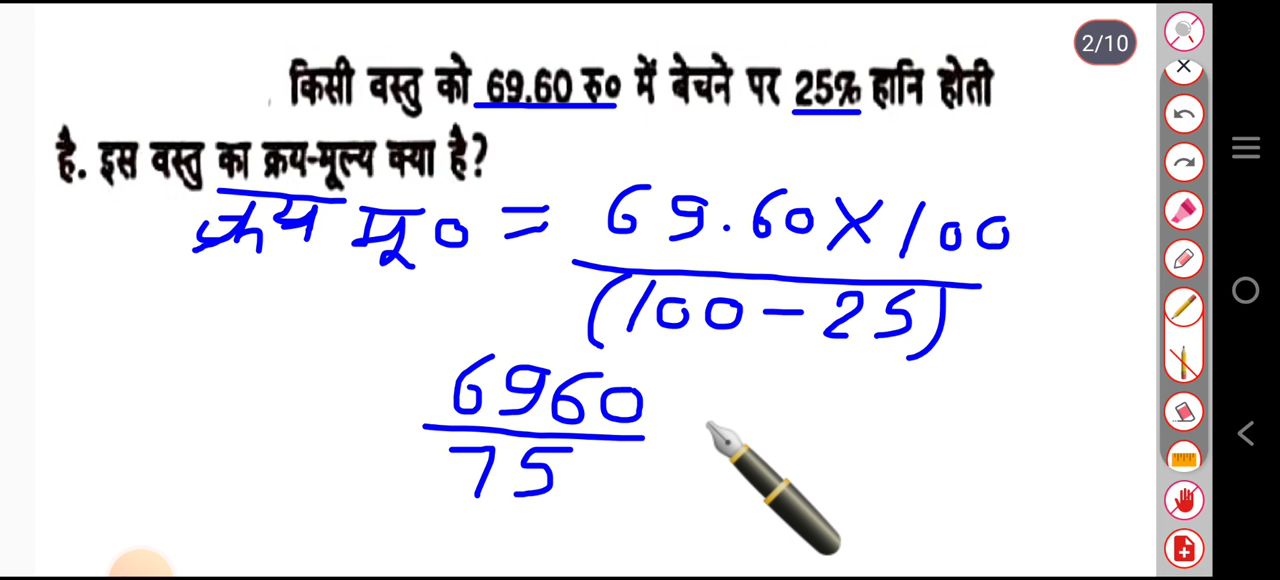 2/10
किसी वस्तु को 69.60 रु० में बेचने पर 25% हानि होती
है. इस वस्तु का क्रय-मूल्य क्या है?
क्रय मू० = 69.60 X 100
(100 - 25)
6960
75